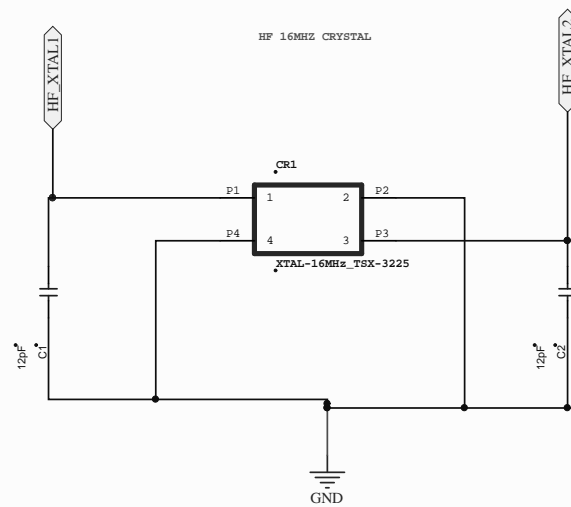 HF_XTAL1
HF 16MHZ CRYSTAL
HF_XTAL2
CR1
P1
1
2
P2
P4
4
3
P3
XTAL-16MHz_TSX-3225
12pF
C1
12pF
C2
GND